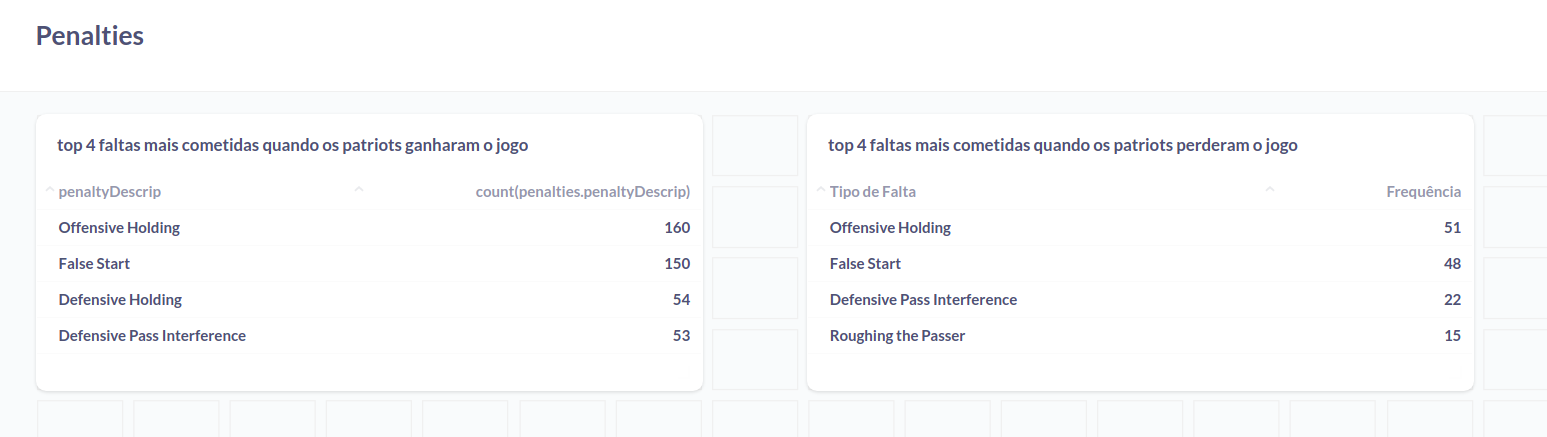 Penalties
top 4 faltas mais cometidas quando os patriots ganharam o jogo
penaltyDescrip count(penalties.penaltyDescrip)
Offensive Holding 160
False Start 150
Defensive Holding 54
Defensive Pass Interference 53
top 4 faltas mais cometidas quando os patriots perderam o jogo
Tipo de Falta Frequência
Offensive Holding 51
False Start 48
Defensive Pass Interference 22
Roughing the Passer 15